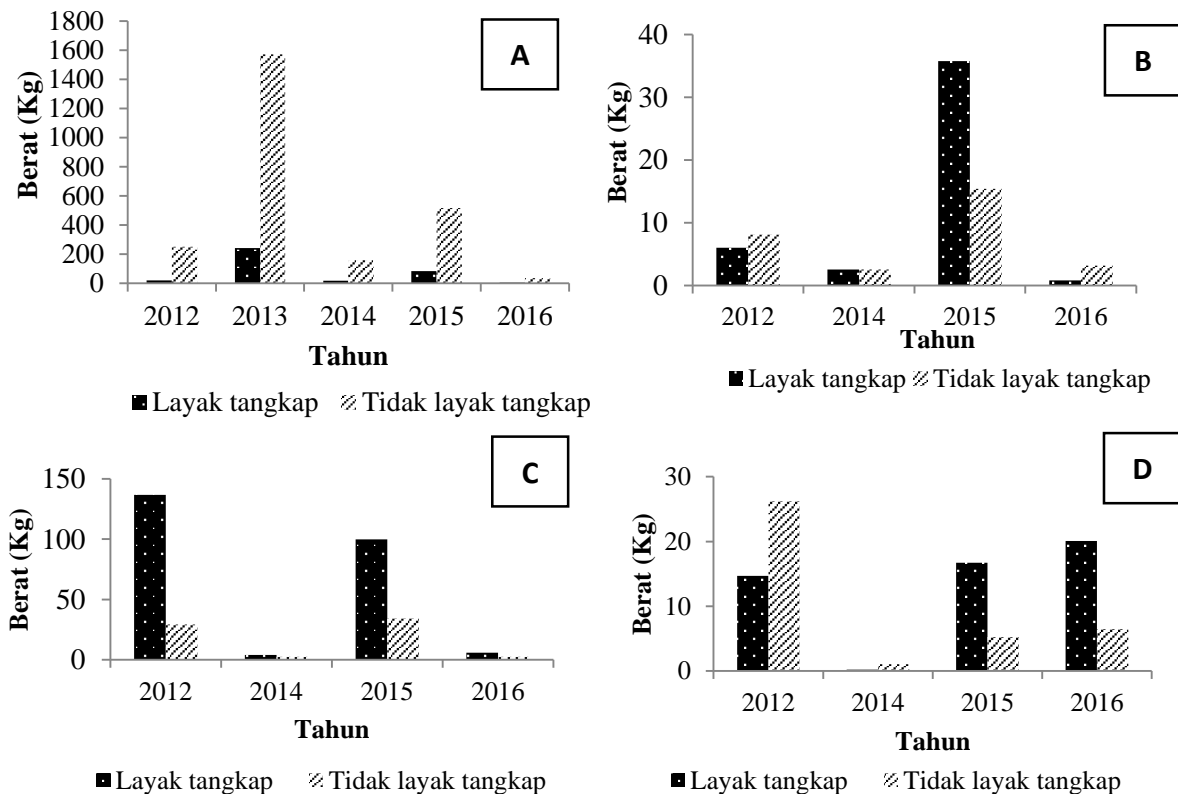 A
Berat (Kg)
1800
1600
1400
1200
1000
800
600
400
200
0
2012 2013 2014 2015 2016
Tahun
Layak tangkap Tidak layak tangkap
B
Berat (Kg)
40
30
20
10
0
2012 2014 2015 2016
Tahun
Layak tangkap Tidak layak tangkap
C
Berat (Kg)
150
100
50
0
2012 2014 2015 2016
Tahun
Layak tangkap Tidak layak tangkap
D
Berat (Kg)
30
20
10
0
2012 2014 2015 2016
Tahun
Layak tangkap Tidak layak tangkap